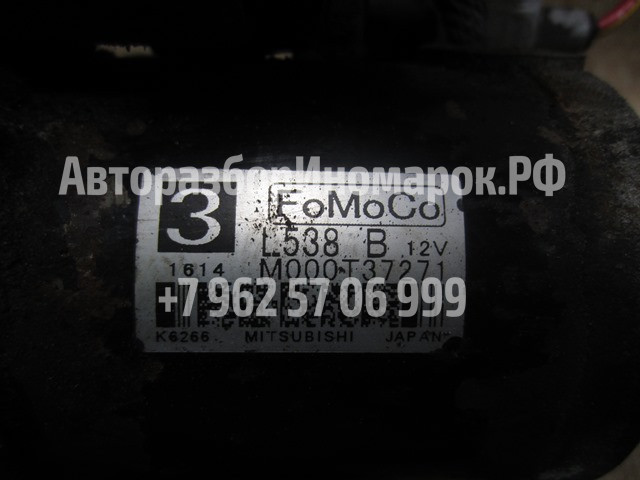 АвторазборИномарок.РФ
3 FoMoCo
L538 B 12V
1614 M000T37271
+7 962 57 06 999
K6266 MITSUBISHI JAPAN